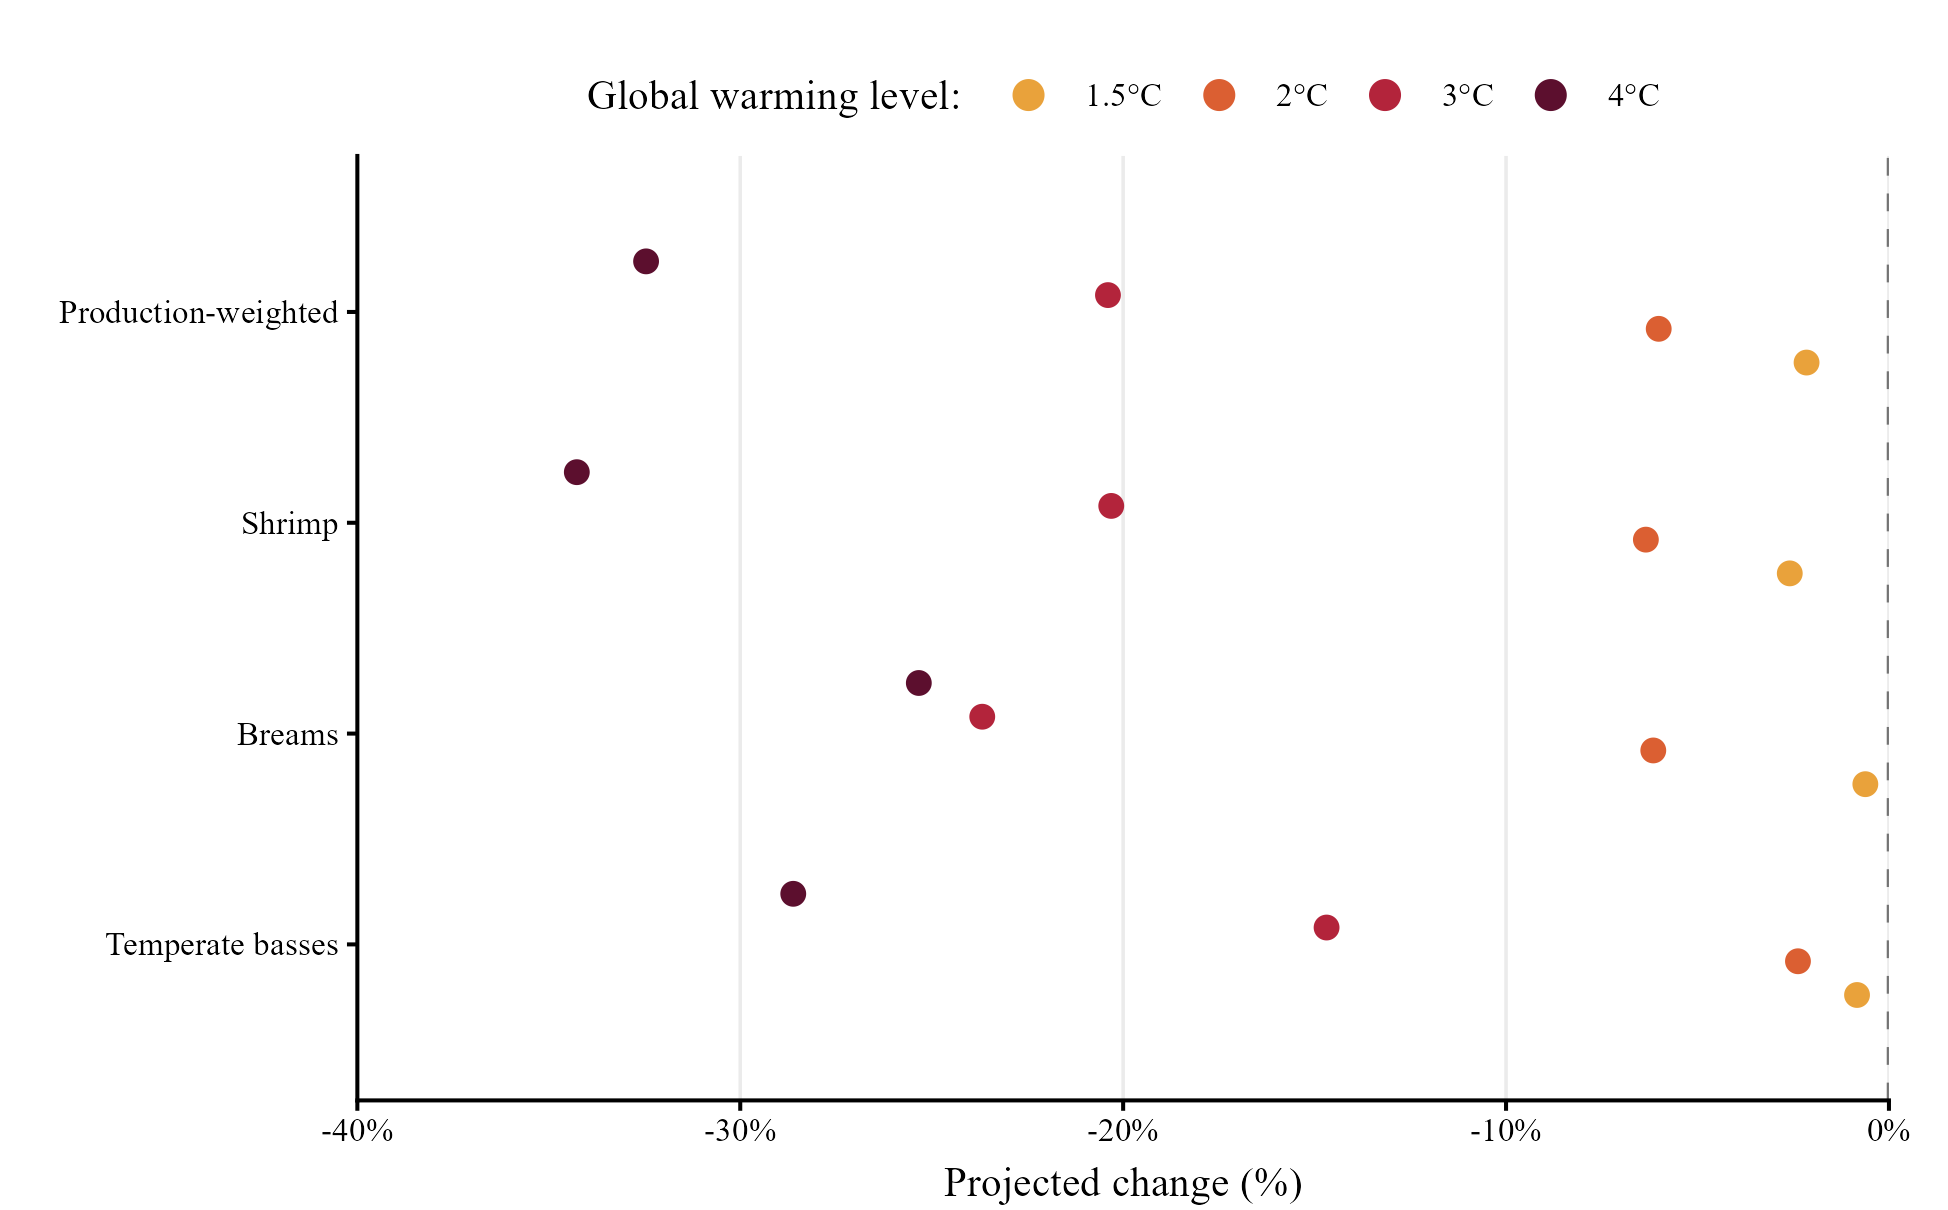 Global warming level: 1.5°C 2°C 3°C 4°C
Production-weighted
Shrimp
Breams
Temperate basses
-40% -30% -20% -10% 0%
Projected change (%)